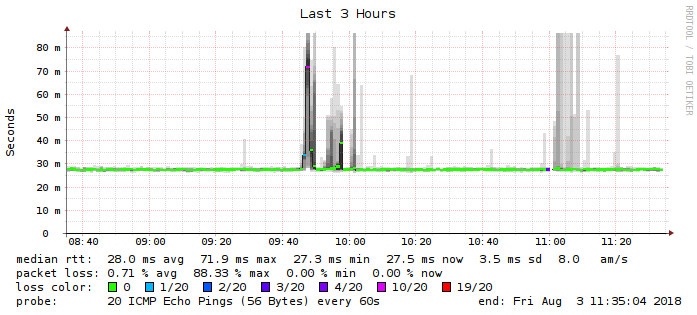 Last 3 Hours
RRDTOOL / TOBI OETIKER
Seconds
80 m
70 m
60 m
50 m
40 m
30 m
20 m
10 m
0
08:40 09:00 09:20 09:40 10:00 10:20 10:40 11:00 11:20
median rtt: 28.0 ms avg 71.9 ms max 27.3 ms min 27.5 ms now 3.5 ms sd 8.0 am/s
packet loss: 0.71 % avg 88.33 % max 0.00 % min 0.00 % now
loss color: 0 1/20 2/20 3/20 4/20 10/20 19/20
probe: 20 ICMP Echo Pings (56 Bytes) every 60s end: Fri Aug 3 11:35:04 2018